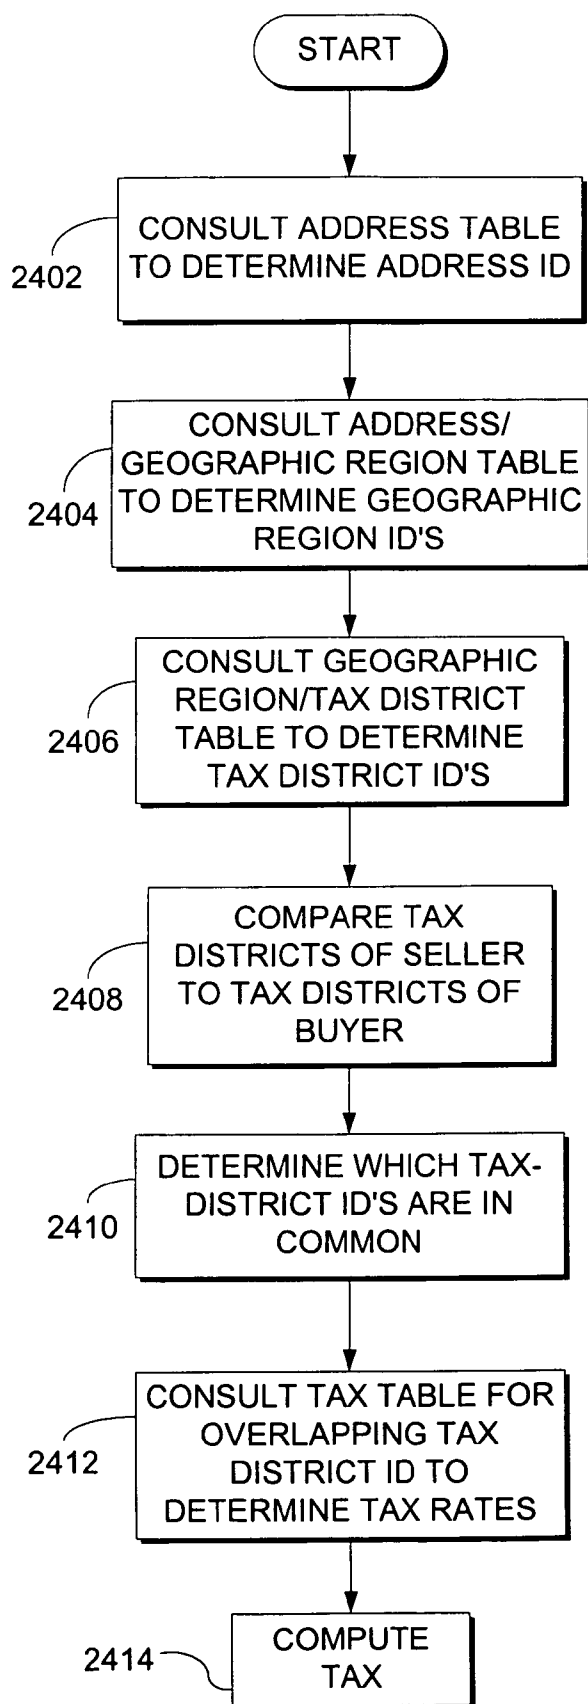 START
CONSULT ADDRESS TABLE
TO DETERMINE ADDRESS ID
2402
CONSULT ADDRESS/
GEOGRAPHIC REGION TABLE
TO DETERMINE GEOGRAPHIC
REGION ID'S
2404
CONSULT GEOGRAPHIC
REGION/TAX DISTRICT
TABLE TO DETERMINE
TAX DISTRICT ID'S
2406
COMPARE TAX
DISTRICTS OF SELLER
TO TAX DISTRICTS OF
BUYER
2408
DETERMINE WHICH TAX-
DISTRICT ID'S ARE IN
COMMON
2410
CONSULT TAX TABLE FOR
OVERLAPPING TAX
DISTRICT ID TO
DETERMINE TAX RATES
2412
COMPUTE
TAX
2414